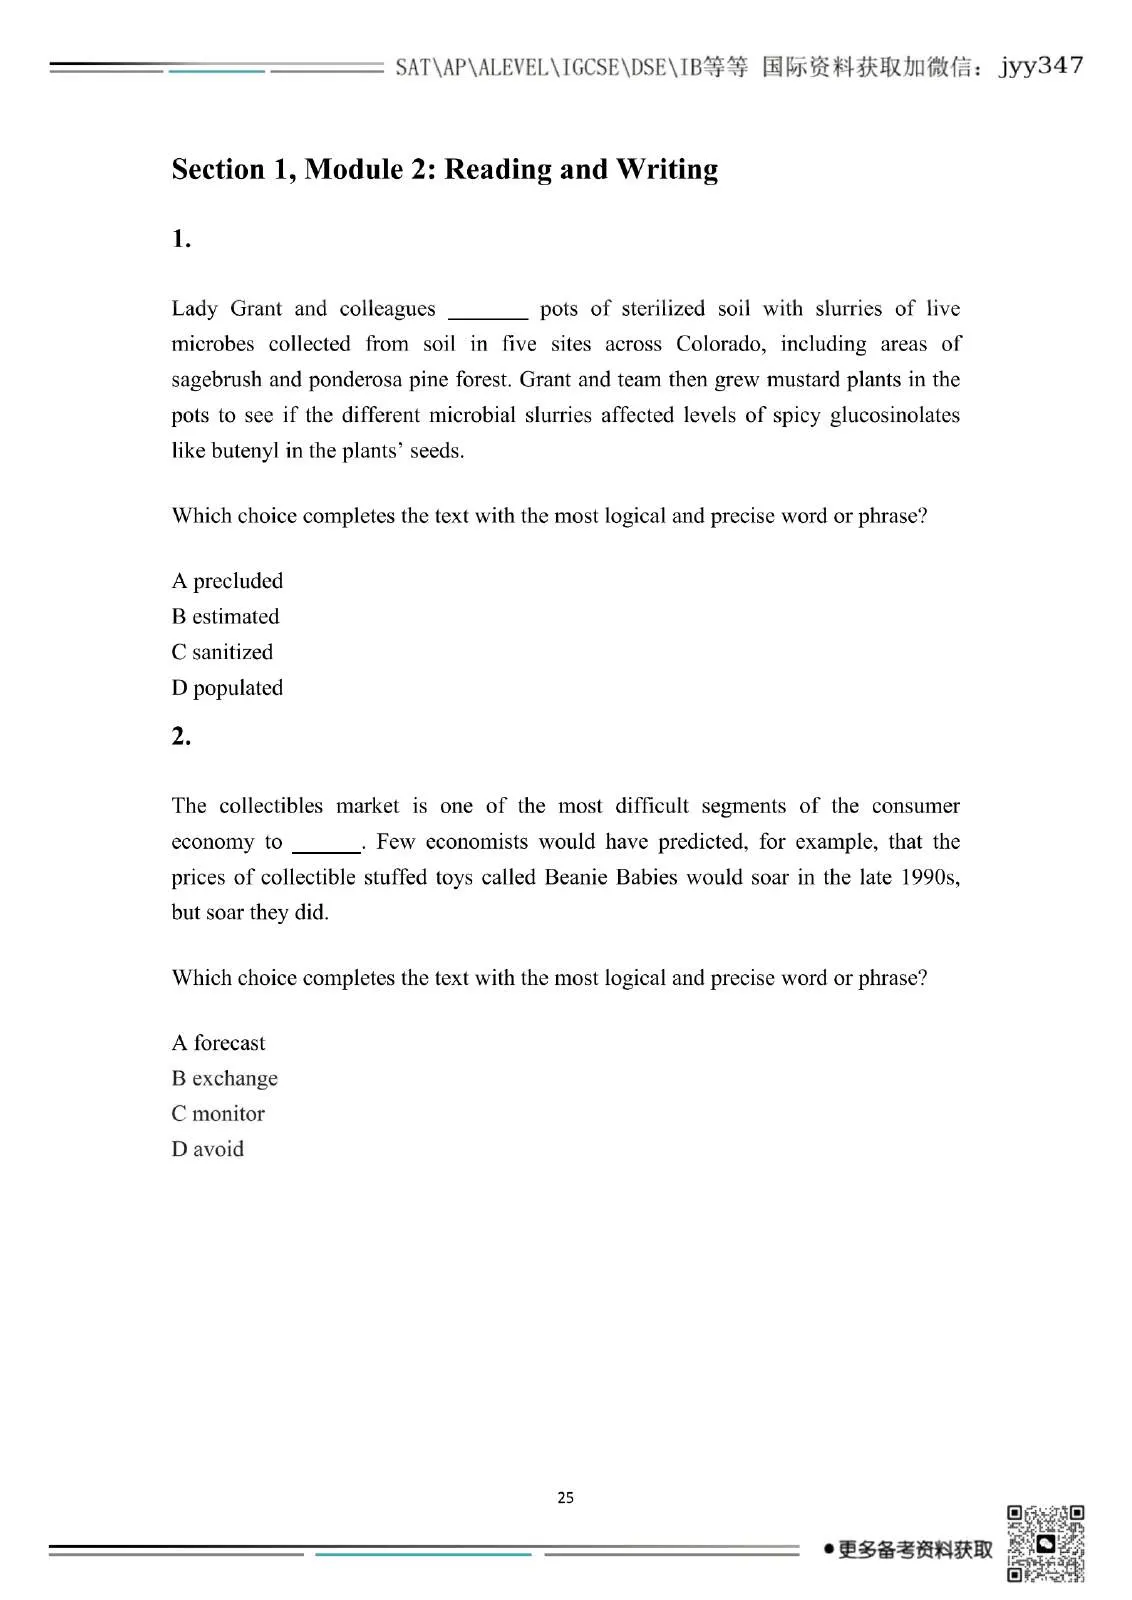 SAT\AP\ALEVEL\IGCSE\DSE\IB等等 国际资料获取加微信: jyy347
Section 1, Module 2: Reading and Writing
1.
Lady Grant and colleagues _______ pots of sterilized soil with slurries of live
microbes collected from soil in five sites across Colorado, including areas of
sagebrush and ponderosa pine forest. Grant and team then grew mustard plants in the
pots to see if the different microbial slurries affected levels of spicy glucosinolates
like butenyl in the plants’ seeds.
Which choice completes the text with the most logical and precise word or phrase?
A precluded
B estimated
C sanitized
D populated
2.
The collectibles market is one of the most difficult segments of the consumer
economy to ______. Few economists would have predicted, for example, that the
prices of collectible stuffed toys called Beanie Babies would soar in the late 1990s,
but soar they did.
Which choice completes the text with the most logical and precise word or phrase?
A forecast
B exchange
C monitor
D avoid
25
●更多备考资料获取